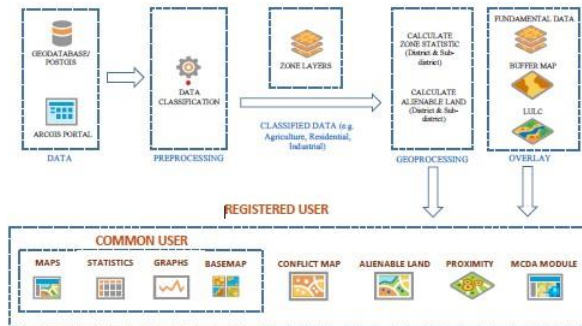 GEODATABASE/
POSTGIS
ARCGIS PORTAL
DATA
DATA
CLASSIFICATION
PREPROCESSING
ZONE LAYERS
CLASSIFIED DATA (e.g.
Agriculture, Residential,
Industrial)
CALCULATE
ZONE STATISTIC
(District & Sub-
district)
CALCULATE
ALIENABLE LAND
(District & Sub-
district)
GEOPROCESSING
FUNDAMENTAL DATA
BUFFER MAP
LULC
OVERLAY
REGISTERED USER
COMMON USER
MAPS
STATISTICS
GRAPHS
BASEMAP
CONFLICT MAP
ALIENABLE LAND
PROXIMITY
MCDA MODULE